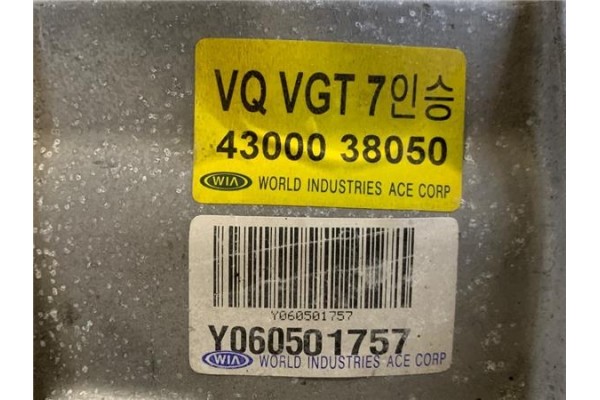 VQ VGT 7인승
43000 38050
WIA WORLD INDUSTRIES ACE CORP
Y060501757
Y060501757
WIA WORLD INDUSTRIES ACE CORP